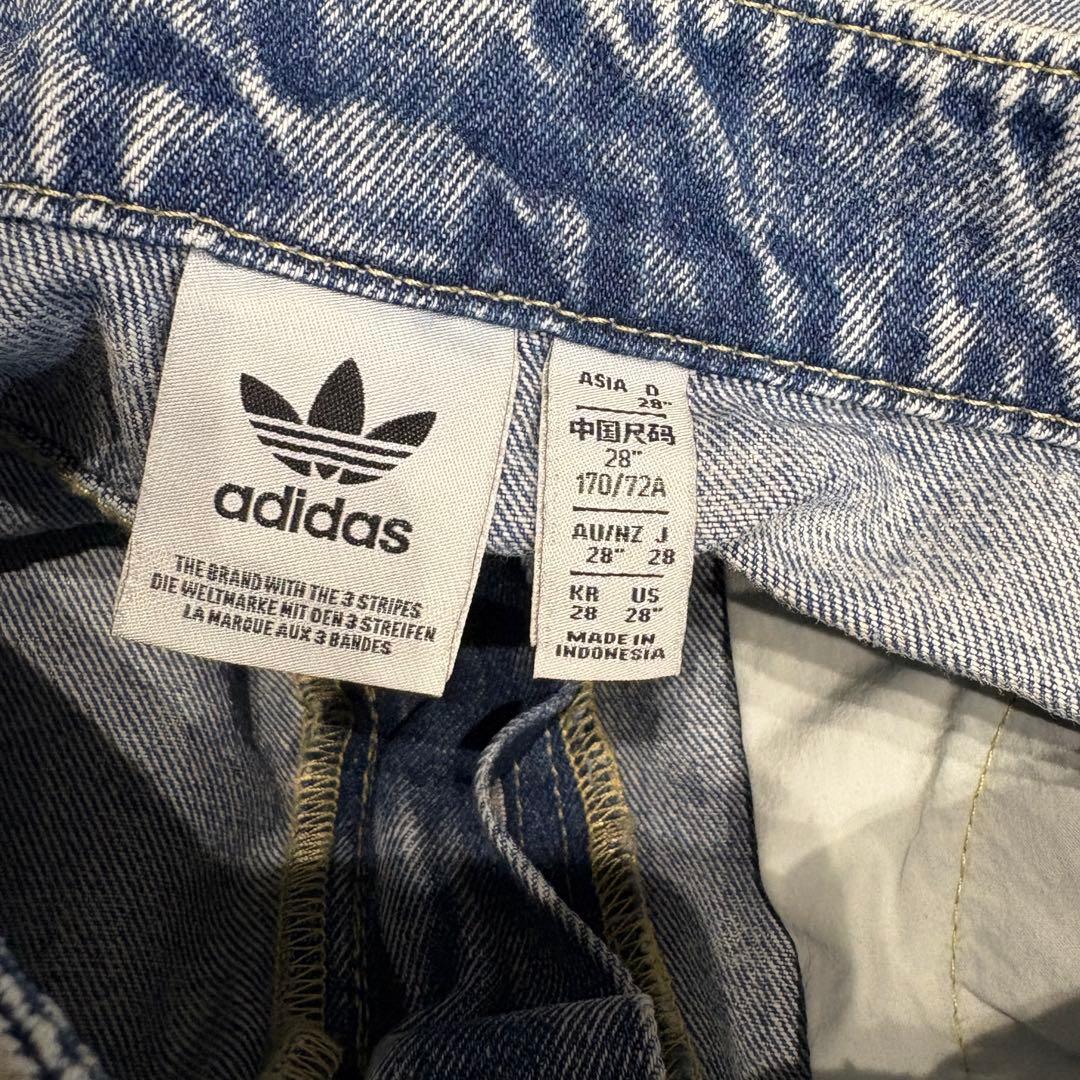 adidas
THE BRAND WITH THE 3 STRIPES
DIE WELTMARKE MIT DEN 3 STREIFEN
LA MARQUE AUX 3 BANDES
ASIA D
28"
中国尺码
28"
170/72A
AU/NZ J
28" 28
KR US
28 28"
MADE IN
INDONESIA